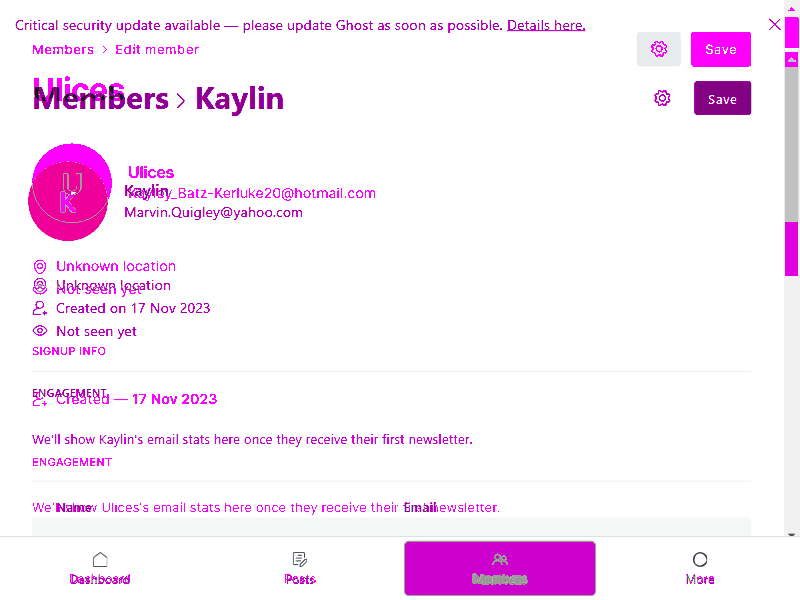 Critical security update available — please update Ghost as soon as possible. Details here.
Members > Edit member
Save
Ulices
Members > Kaylin
Save
U
K
Ulices
Kaylin
Kayley_Batz-Kerluke20@hotmail.com
Marvin.Quigley@yahoo.com
Unknown location
Unknown location
Not seen yet
Created on 17 Nov 2023
Not seen yet
SIGNUP INFO
ENGAGEMENT
Created — 17 Nov 2023
We'll show Kaylin's email stats here once they receive their first newsletter.
ENGAGEMENT
Name Email
We'll show Ulices's email stats here once they receive their first newsletter.
Dashboard
Posts
Members
More